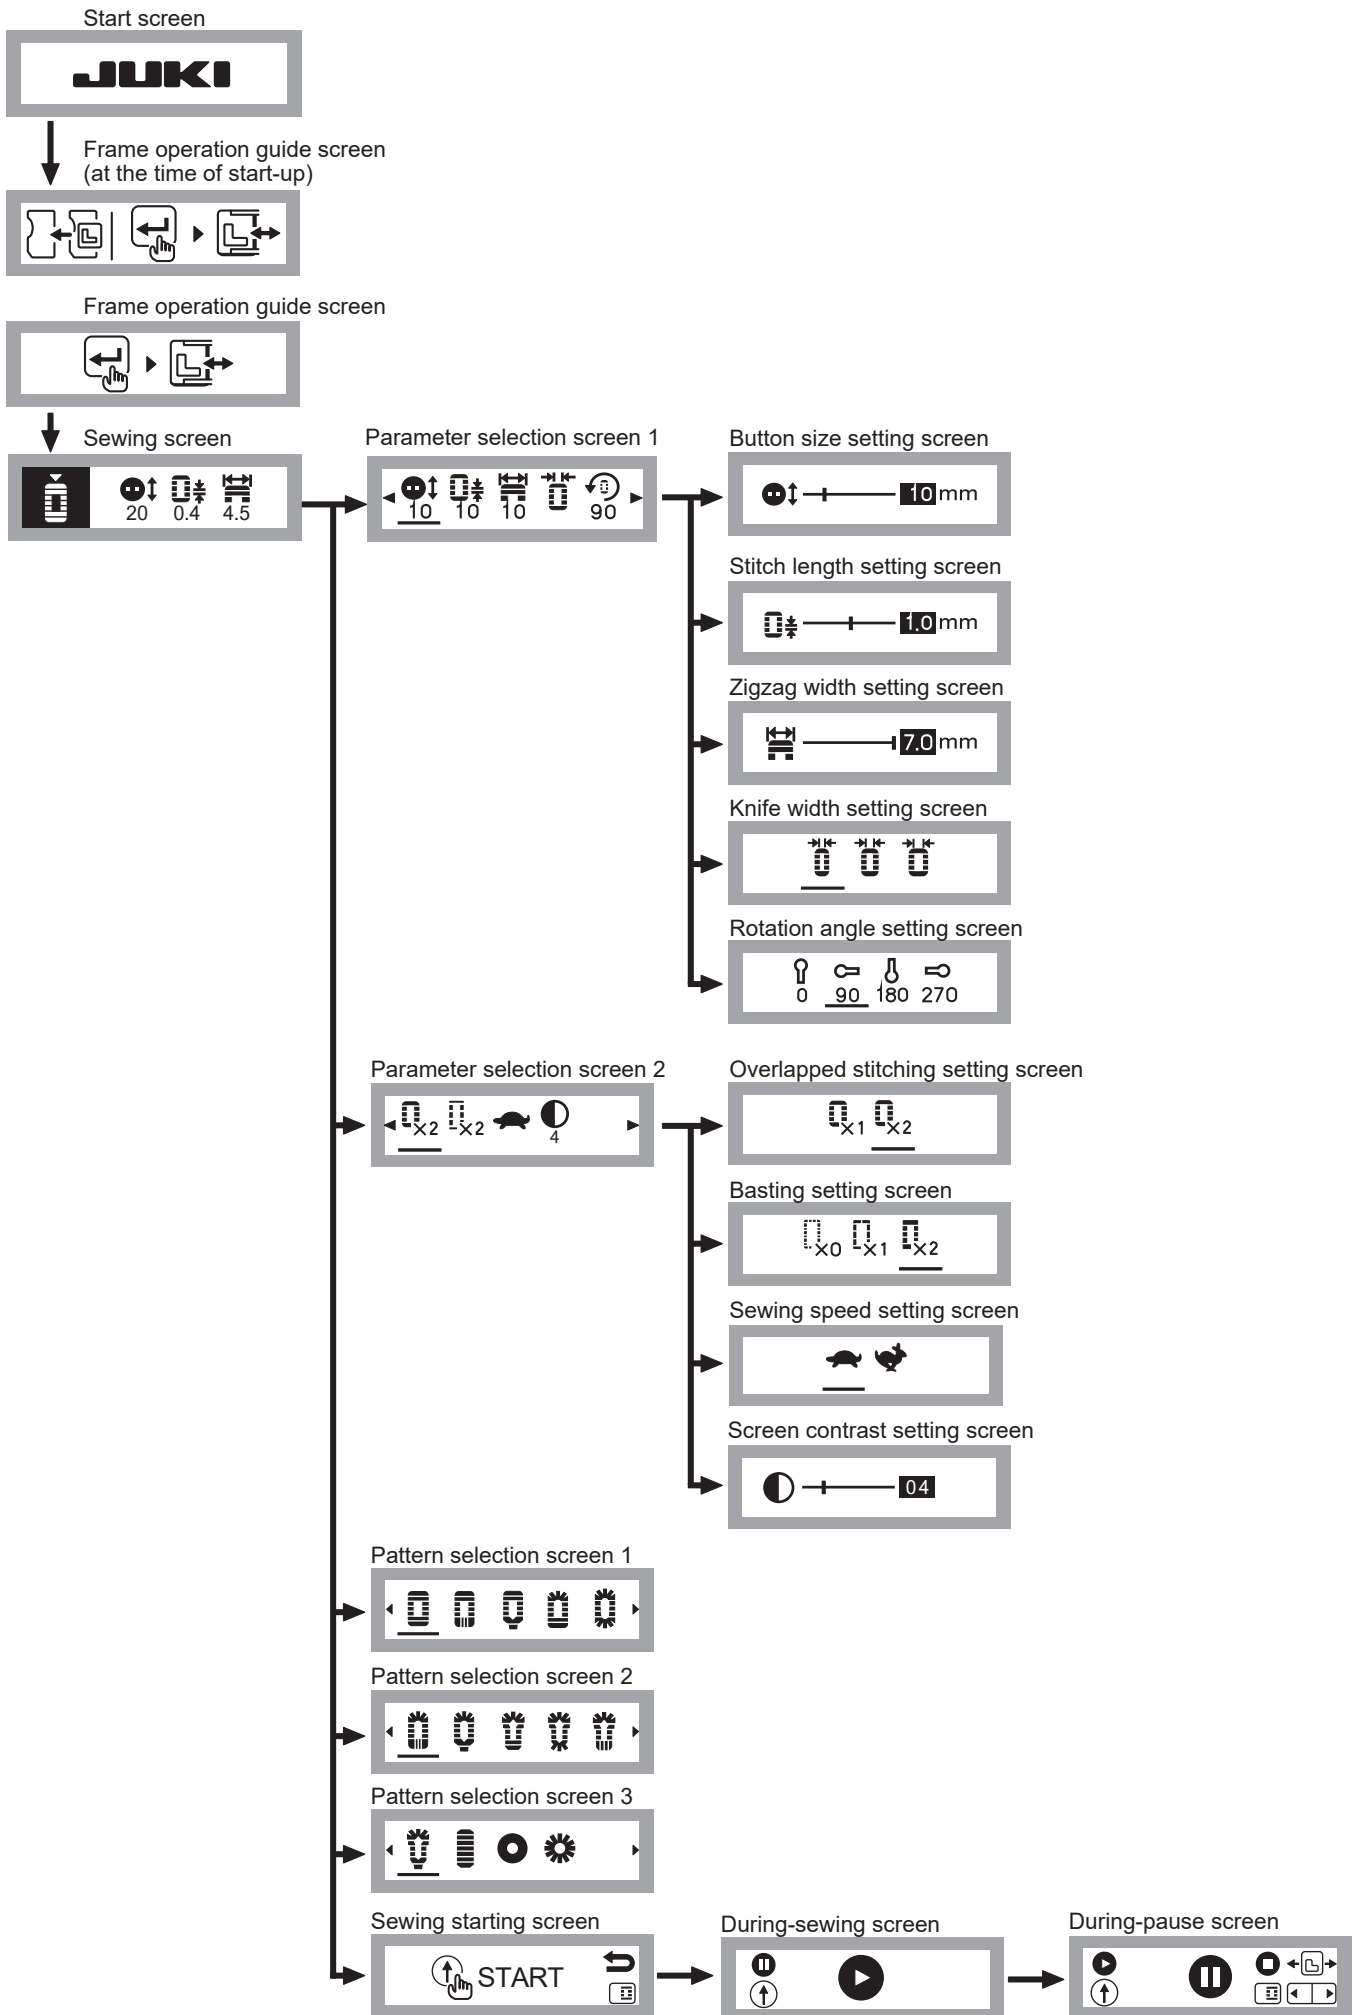 Start screen
JUKI
Frame operation guide screen
(at the time of start-up)
Frame operation guide screen
Sewing screen
20 0.4 4.5
Parameter selection screen 1
10 10 10 90
Button size setting screen
10 mm
Stitch length setting screen
1.0 mm
Zigzag width setting screen
7.0 mm
Knife width setting screen
Rotation angle setting screen
0 90 180 270
Parameter selection screen 2
×2 ×2 4
Overlapped stitching setting screen
×1 ×2
Basting setting screen
×0 ×1 ×2
Sewing speed setting screen
Screen contrast setting screen
04
Pattern selection screen 1
Pattern selection screen 2
Pattern selection screen 3
Sewing starting screen
START
During-sewing screen
During-pause screen